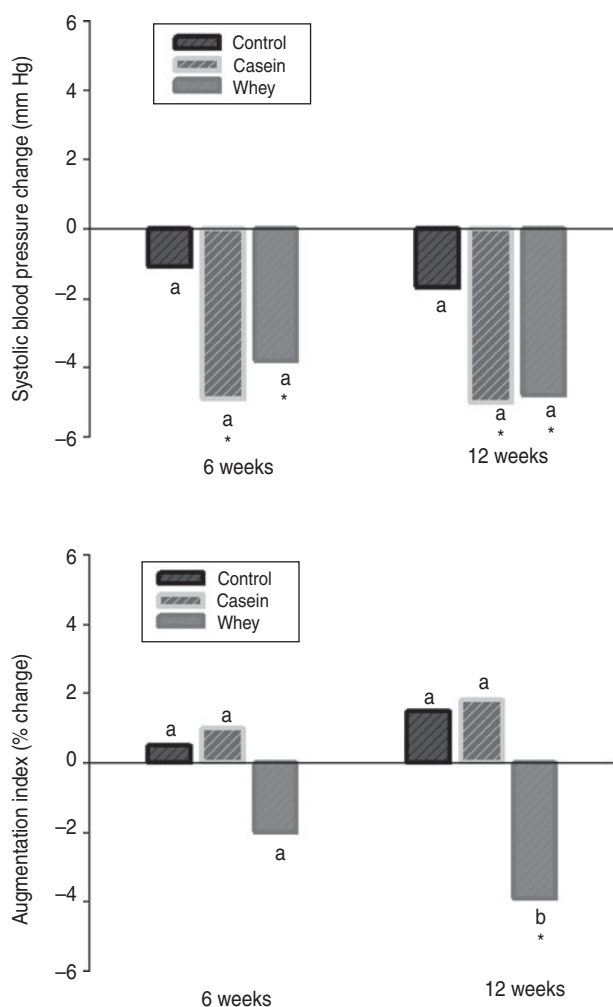 6
4
2
0
–2
–4
–6
Systolic blood pressure change (mm Hg)
Control
Casein
Whey
a
a
*
a
*
a
a
*
a
*
6 weeks
12 weeks
6
4
2
0
–2
–4
–6
Augmentation index (% change)
Control
Casein
Whey
a
a
a
a
a
b
*
6 weeks
12 weeks